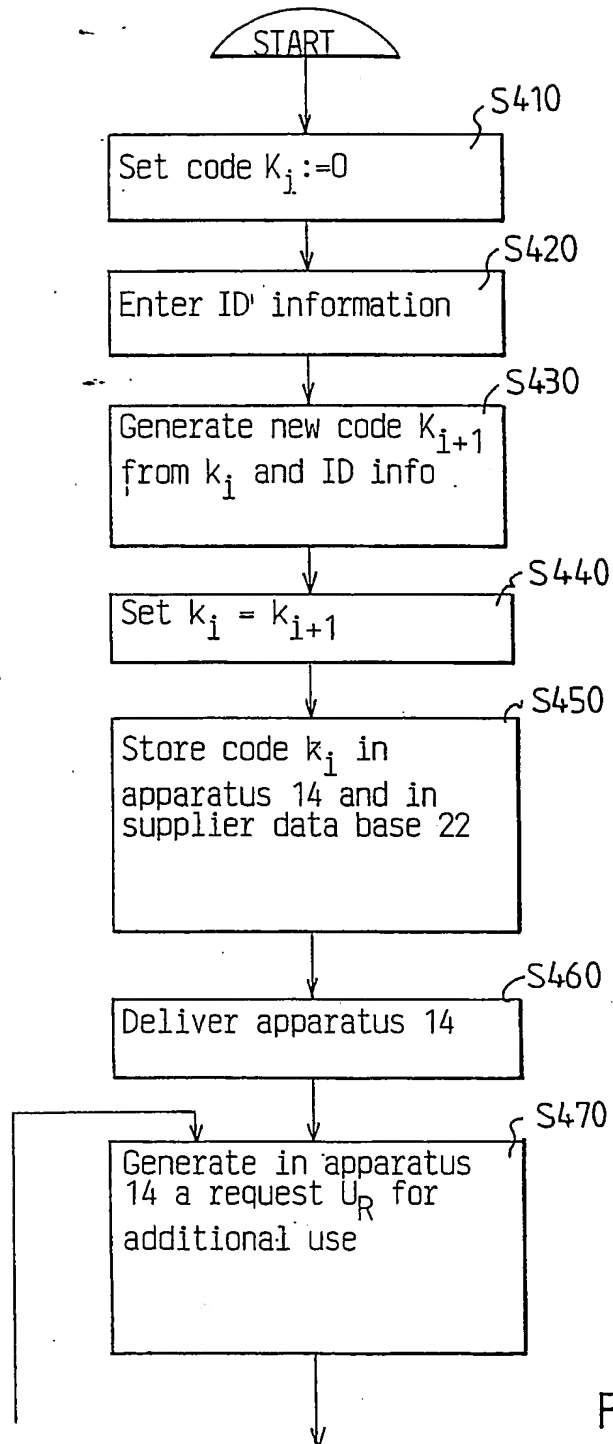 START
S410
Set code K_i:=0
S420
Enter ID' information
S430
Generate new code K_{i+1}
from k_i and ID info
S440
Set k_i = k_{i+1}
S450
Store code k_i in
apparatus 14 and in
supplier data base 22
S460
Deliver apparatus 14
S470
Generate in apparatus
14 a request U_R for
additional use
F